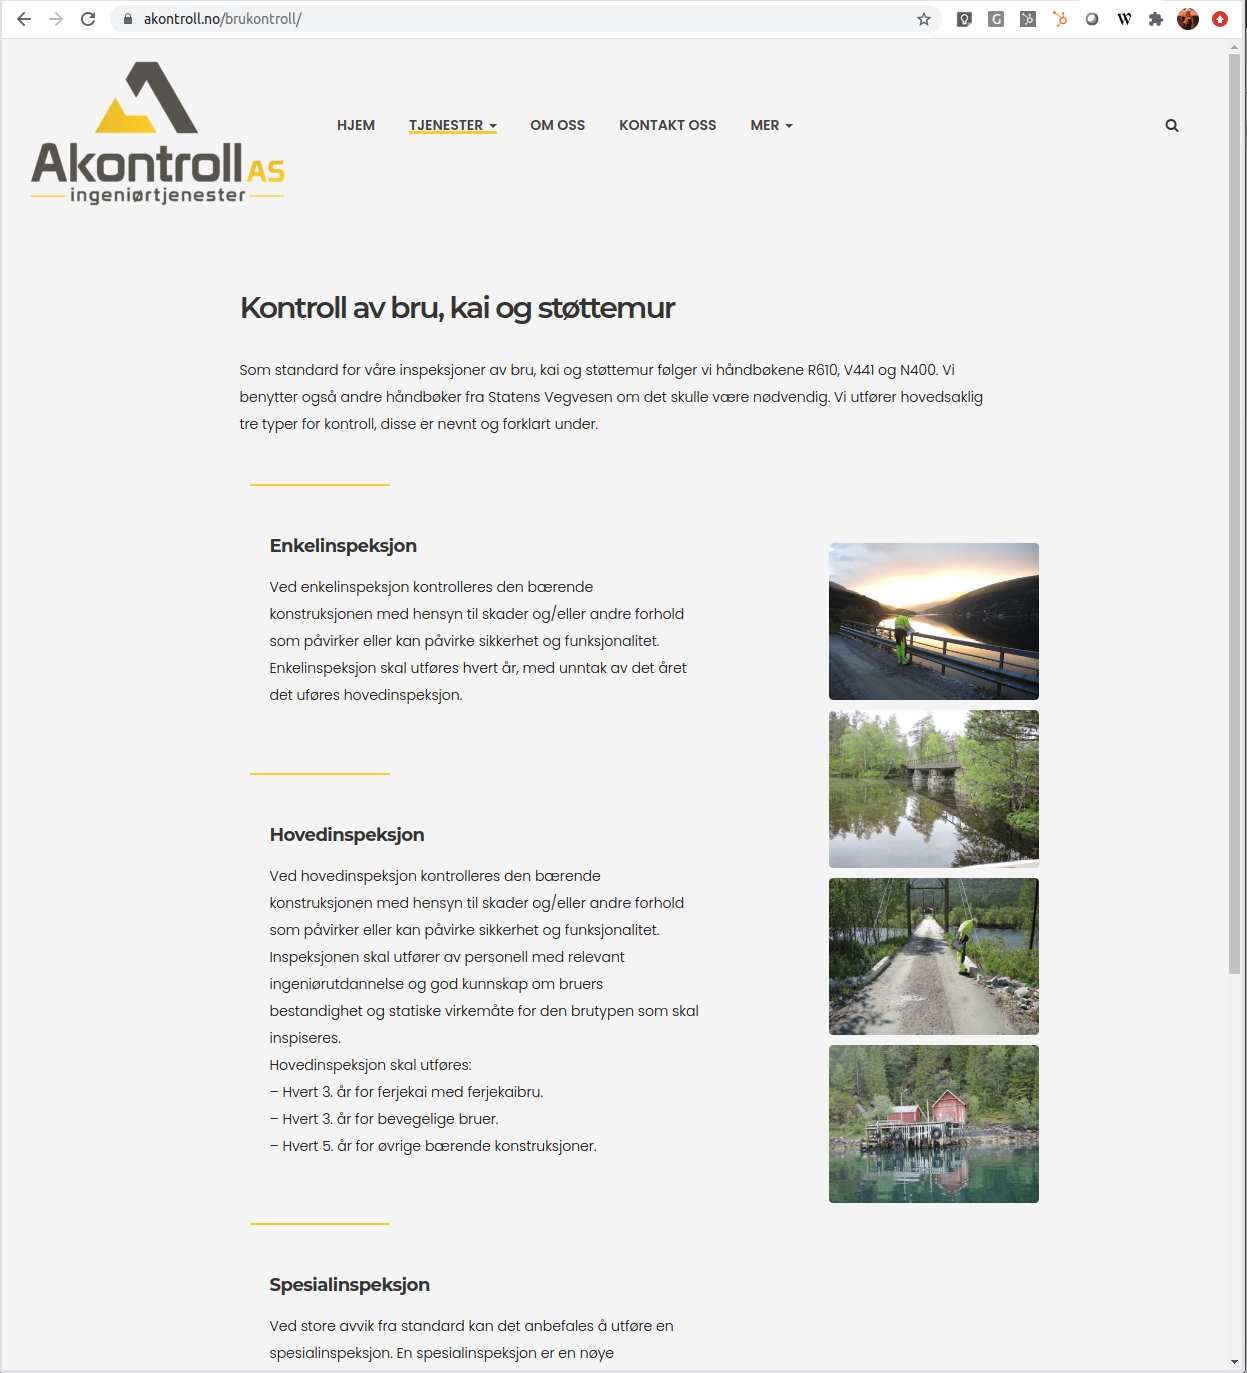 akontroll.no/brukontroll/
Akontroll AS
ingeniørtjenester
HJEM
TJENESTER
OM OSS
KONTAKT OSS
MER
Kontroll av bru, kai og støttemur
Som standard for våre inspeksjoner av bru, kai og støttemur følger vi håndbøkene R610, V441 og N400. Vi
benytter også andre håndbøker fra Statens Vegvesen om det skulle være nødvendig. Vi utfører hovedsaklig
tre typer for kontroll, disse er nevnt og forklart under.
Enkelinspeksjon
Ved enkelinspeksjon kontrolleres den bærende
konstruksjonen med hensyn til skader og/eller andre forhold
som påvirker eller kan påvirke sikkerhet og funksjonalitet.
Enkelinspeksjon skal utføres hvert år, med unntak av det året
det uføres hovedinspeksjon.
Hovedinspeksjon
Ved hovedinspeksjon kontrolleres den bærende
konstruksjonen med hensyn til skader og/eller andre forhold
som påvirker eller kan påvirke sikkerhet og funksjonalitet.
Inspeksjonen skal utfører av personell med relevant
ingeniørutdannelse og god kunnskap om bruers
bestandighet og statiske virkemåte for den brutypen som skal
inspiseres.
Hovedinspeksjon skal utføres:
– Hvert 3. år for ferjekai med ferjekaibru.
– Hvert 3. år for bevegelige bruer.
– Hvert 5. år for øvrige bærende konstruksjoner.
Spesialinspeksjon
Ved store avvik fra standard kan det anbefales å utføre en
spesialinspeksjon. En spesialinspeksjon er en nøye